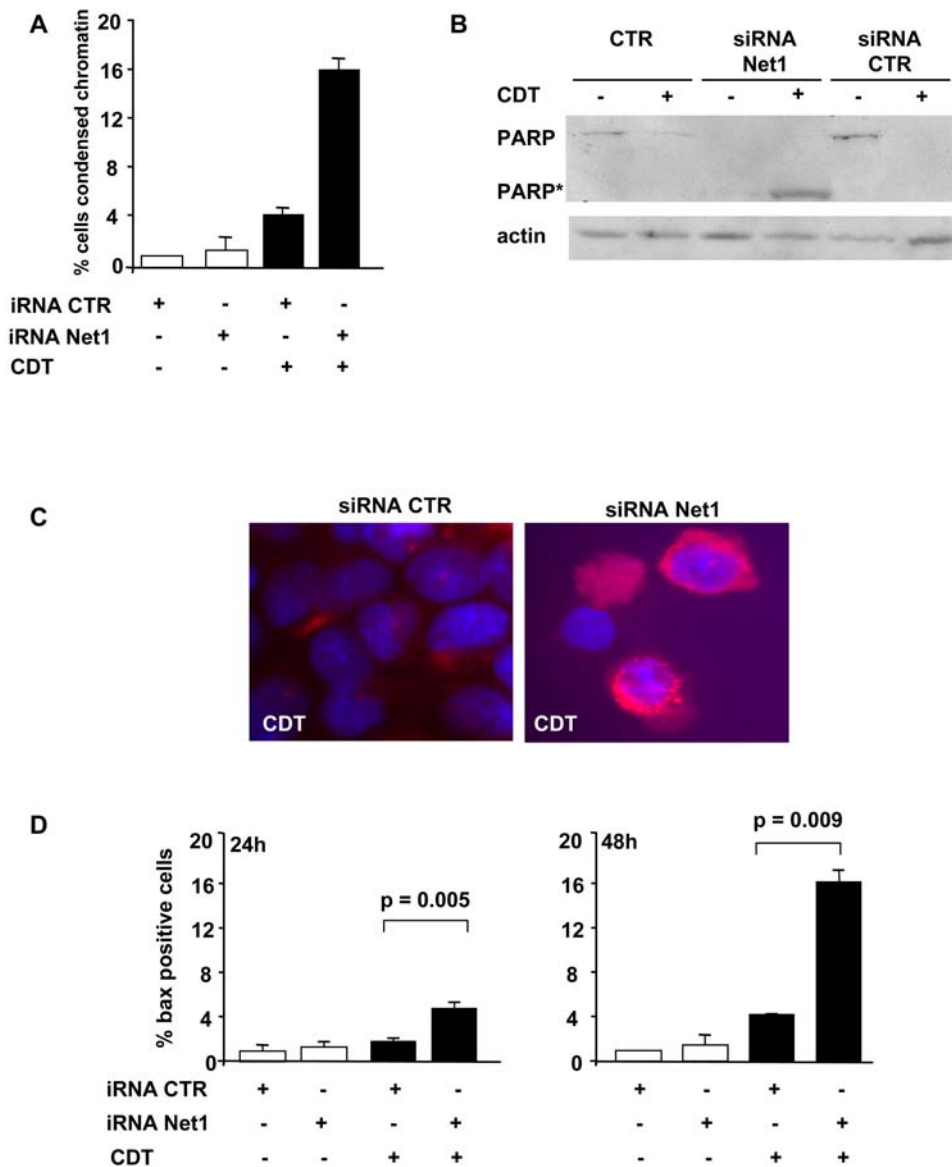 A
% cells condensed chromatin
20
16
12
8
4
0
iRNA CTR + - + -
iRNA Net1 - + - +
CDT - - + +
B
CTR siRNA Net1 siRNA CTR
CDT - + - + - +
PARP
PARP*
actin
C
siRNA CTR siRNA Net1
CDT CDT
D
% bax positive cells
24h
20
16
12
8
4
0
p = 0.005
iRNA CTR + - + -
iRNA Net1 - + - +
CDT - - + +
48h
20
16
12
8
4
0
p = 0.009
+ - + -
- + - +
- - + +